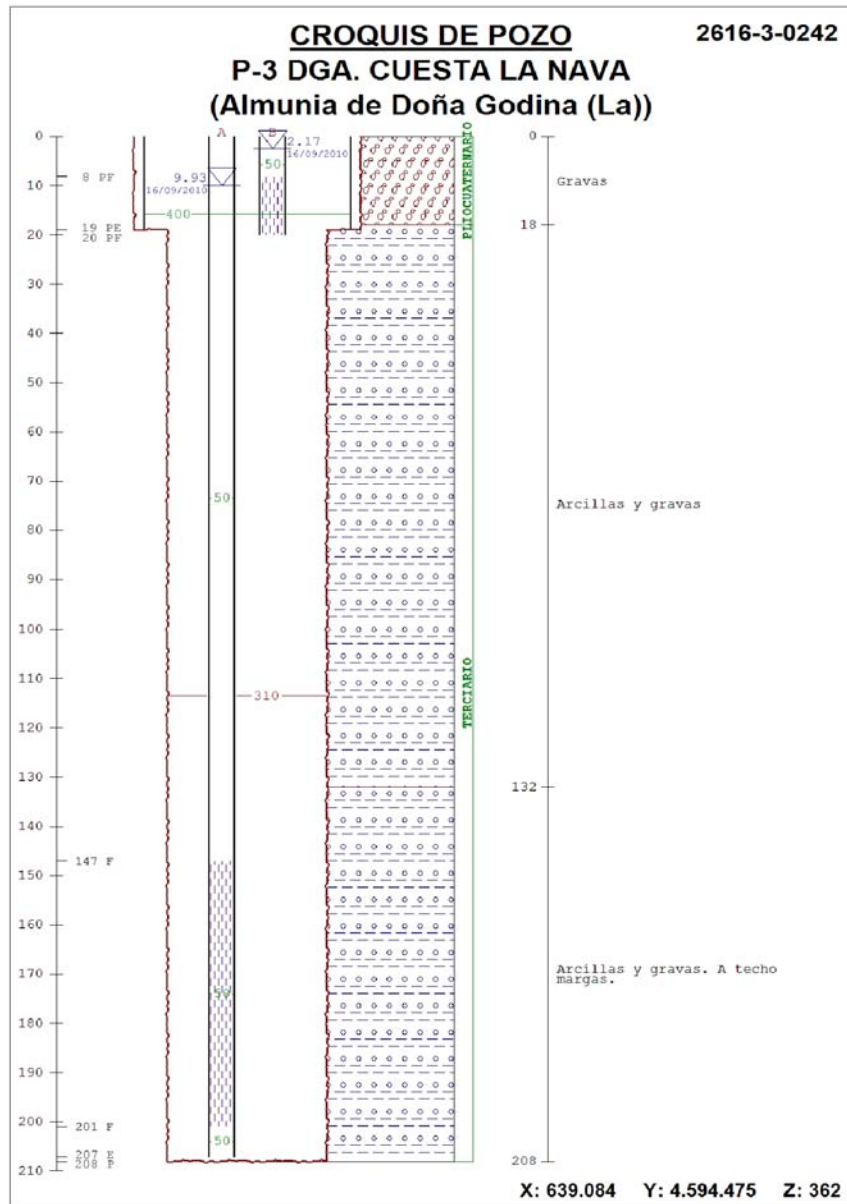 CROQUIS DE POZO
2616-3-0242
P-3 DGA. CUESTA LA NAVA
(Almunia de Doña Godina (La))
A
B
0
10
20
30
40
50
60
70
80
90
100
110
120
130
140
150
160
170
180
190
200
210
8 PF
19 PE
20 PF
147 F
201 F
207 E
208 P
9.93
16/09/2010
2.17
16/09/2010
50
400
50
310
50
50
PLIOCUATERNARIO
TERCIARIO
0
Gravas
18
Arcillas y gravas
132
Arcillas y gravas. A techo
margas.
208
X: 639.084 Y: 4.594.475 Z: 362